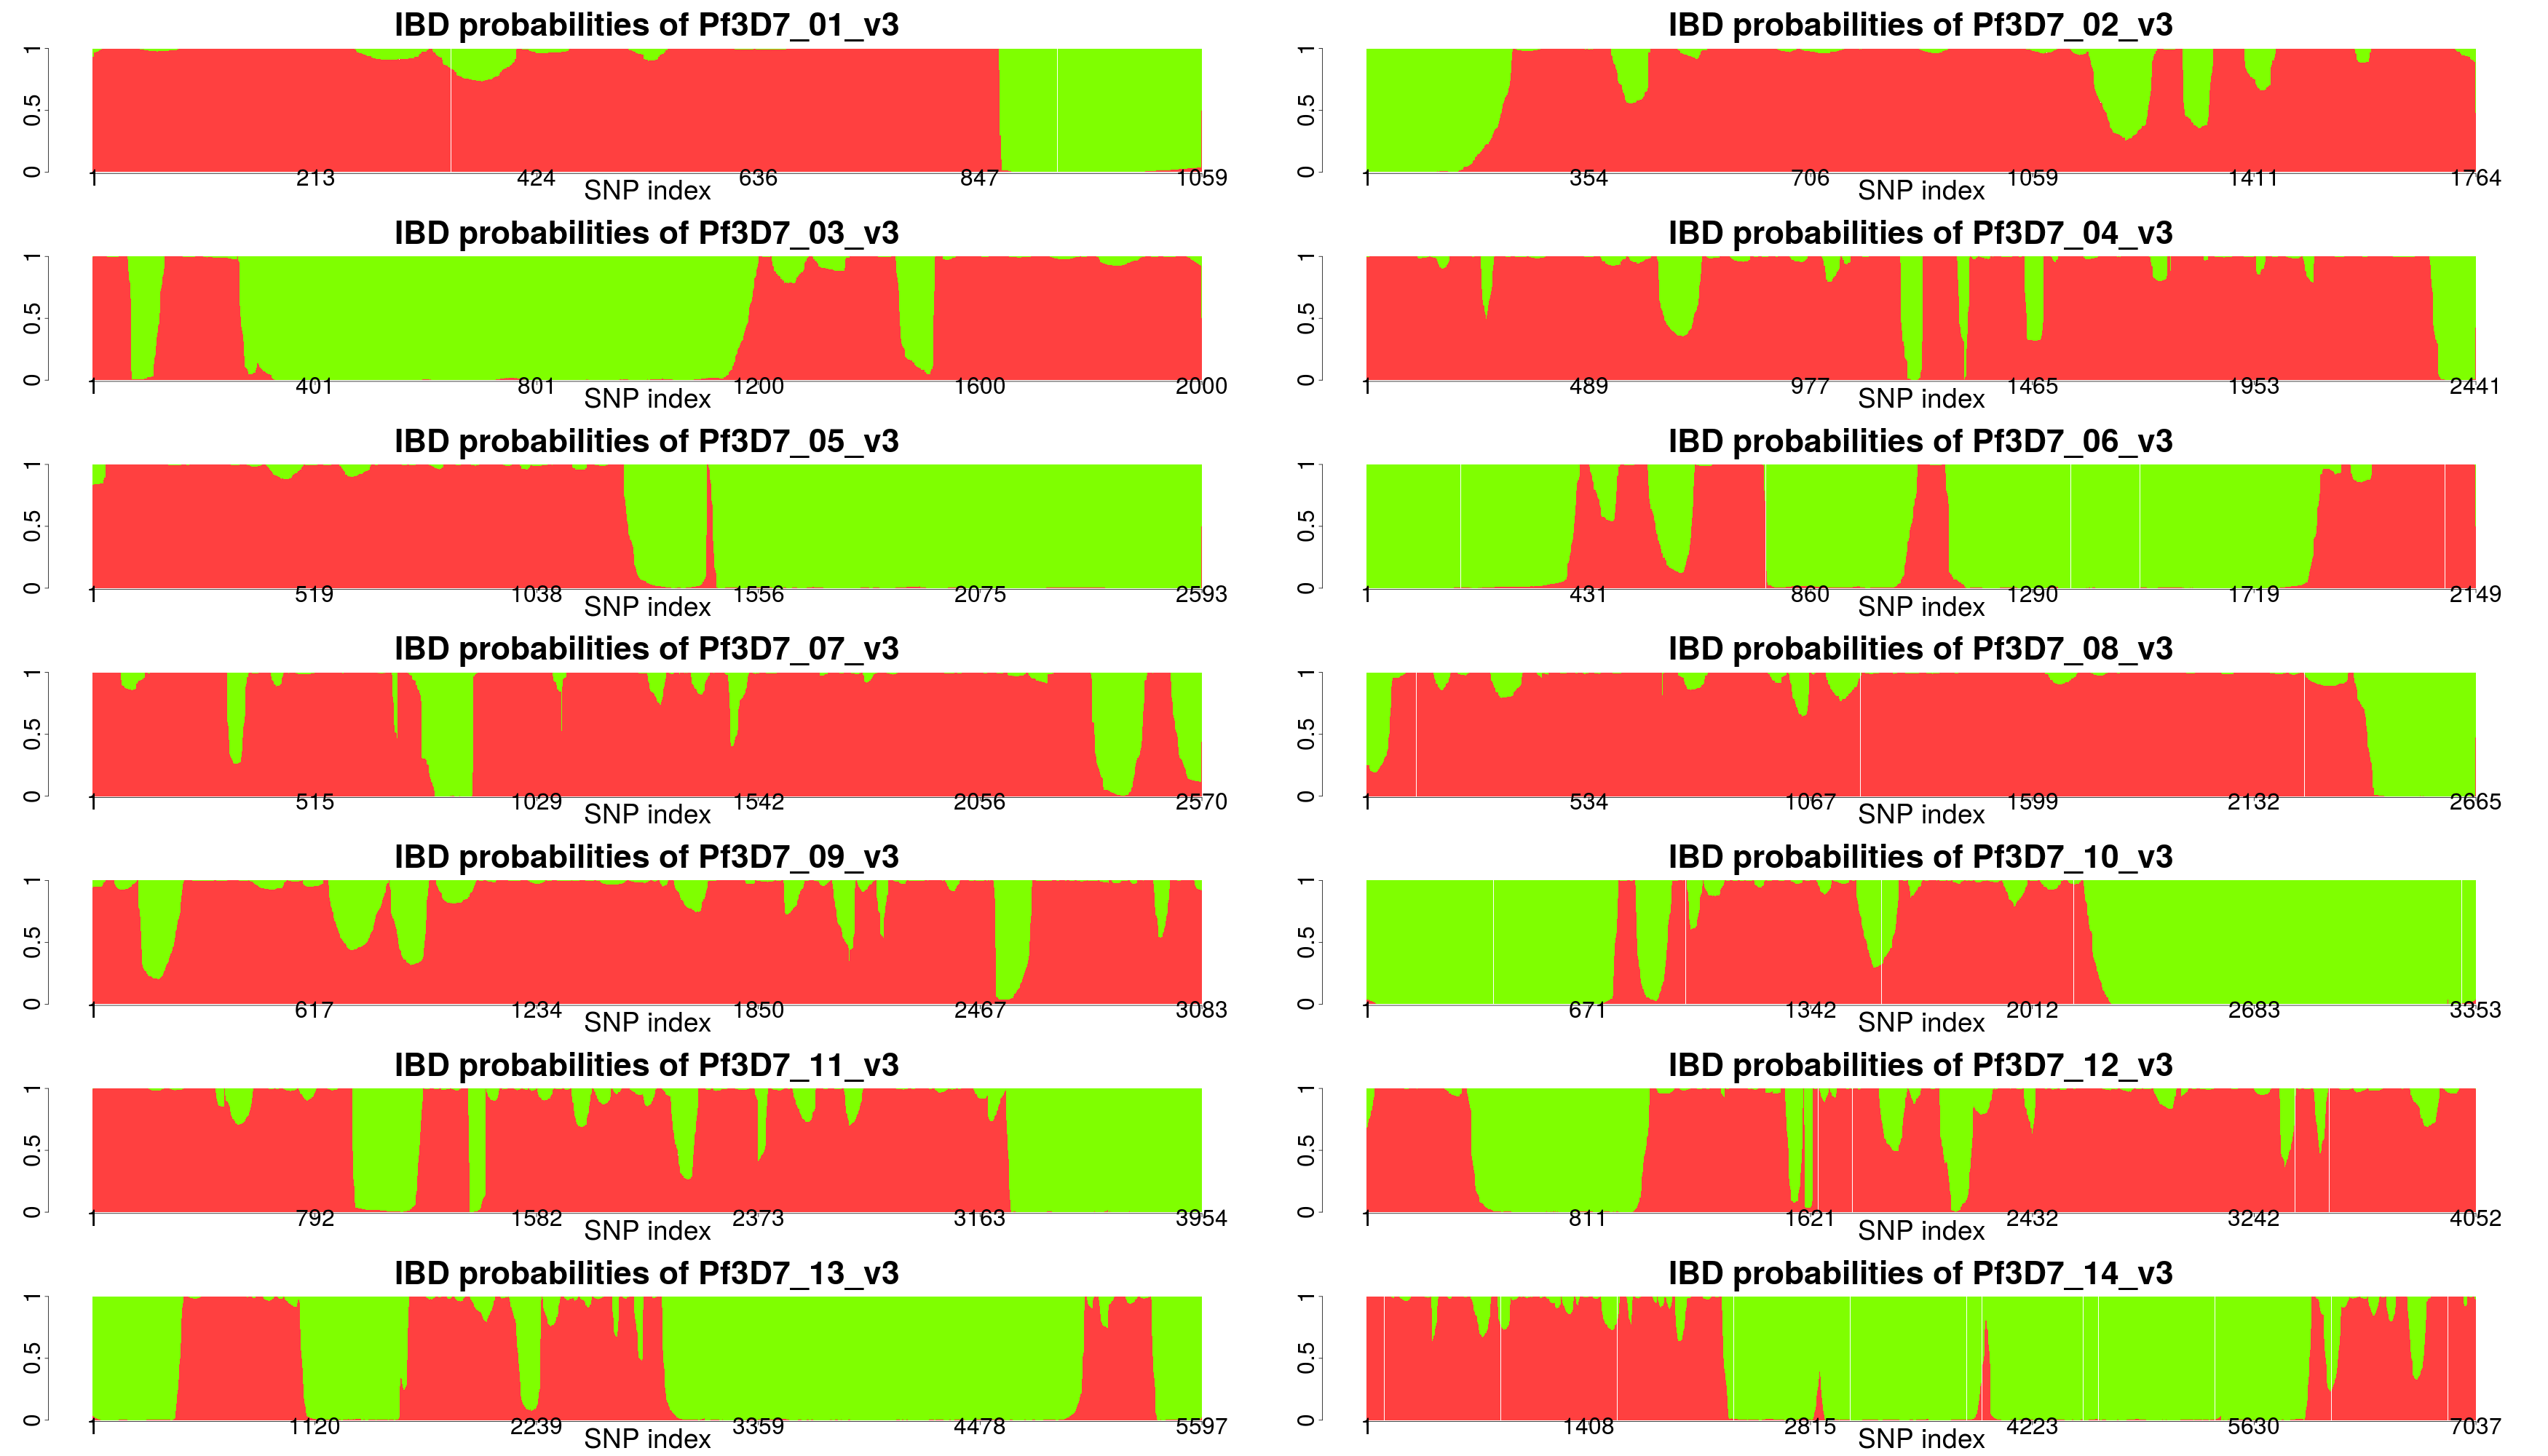 IBD probabilities of Pf3D7_01_v3
0 0.5 1
1 213 424 636 847 1059
SNP index
IBD probabilities of Pf3D7_02_v3
0 0.5 1
1 354 706 1059 1411 1764
SNP index
IBD probabilities of Pf3D7_03_v3
0 0.5 1
1 401 801 1200 1600 2000
SNP index
IBD probabilities of Pf3D7_04_v3
0 0.5 1
1 489 977 1465 1953 2441
SNP index
IBD probabilities of Pf3D7_05_v3
0 0.5 1
1 519 1038 1556 2075 2593
SNP index
IBD probabilities of Pf3D7_06_v3
0 0.5 1
1 431 860 1290 1719 2149
SNP index
IBD probabilities of Pf3D7_07_v3
0 0.5 1
1 515 1029 1542 2056 2570
SNP index
IBD probabilities of Pf3D7_08_v3
0 0.5 1
1 534 1067 1599 2132 2665
SNP index
IBD probabilities of Pf3D7_09_v3
0 0.5 1
1 617 1234 1850 2467 3083
SNP index
IBD probabilities of Pf3D7_10_v3
0 0.5 1
1 671 1342 2012 2683 3353
SNP index
IBD probabilities of Pf3D7_11_v3
0 0.5 1
1 792 1582 2373 3163 3954
SNP index
IBD probabilities of Pf3D7_12_v3
0 0.5 1
1 811 1621 2432 3242 4052
SNP index
IBD probabilities of Pf3D7_13_v3
0 0.5 1
1 1120 2239 3359 4478 5597
SNP index
IBD probabilities of Pf3D7_14_v3
0 0.5 1
1 1408 2815 4223 5630 7037
SNP index